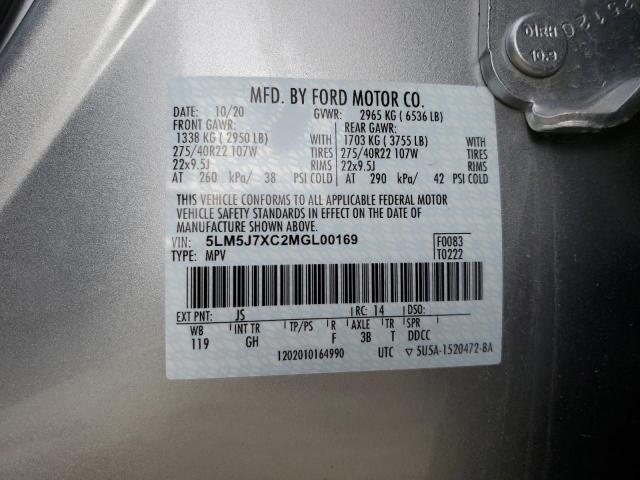 25120
OIRH
10.9
MFD. BY FORD MOTOR CO.
DATE: 10/20 GVWR: 2965 KG ( 6536 LB)
FRONT GAWR: REAR GAWR:
1338 KG ( 2950 LB) WITH 1703 KG ( 3755 LB) WITH
275/40R22 107W TIRES 275/40R22 107W TIRES
22x9.5J RIMS 22x9.5J RIMS
AT 260 kPa/ 38 PSI COLD AT 290 kPa/ 42 PSI COLD
THIS VEHICLE CONFORMS TO ALL APPLICABLE FEDERAL MOTOR
VEHICLE SAFETY STANDARDS IN EFFECT ON THE DATE OF
MANUFACTURE SHOWN ABOVE.
VIN: 5LM5J7XC2MGL00169 F0083
TYPE: MPV T0222
EXT PNT: JS RC: 14 DSO:
WB INT TR TP/PS R AXLE TR SPR
119 GH F 3B T DDCC
1202010164990 UTC ▽ 5U5A-1520472-BA